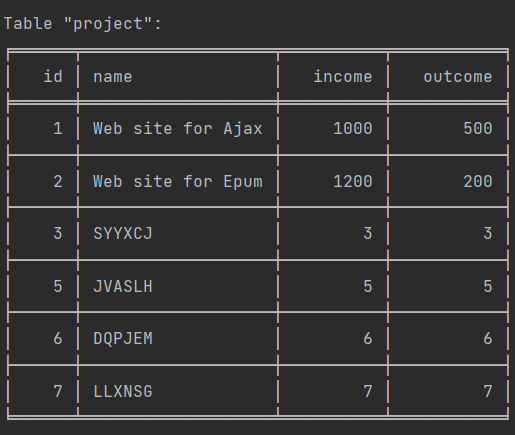 Table "project":
id name income outcome
1 Web site for Ajax 1000 500
2 Web site for Epum 1200 200
3 SYYXCJ 3 3
5 JVASLH 5 5
6 DQPJEM 6 6
7 LLXNSG 7 7